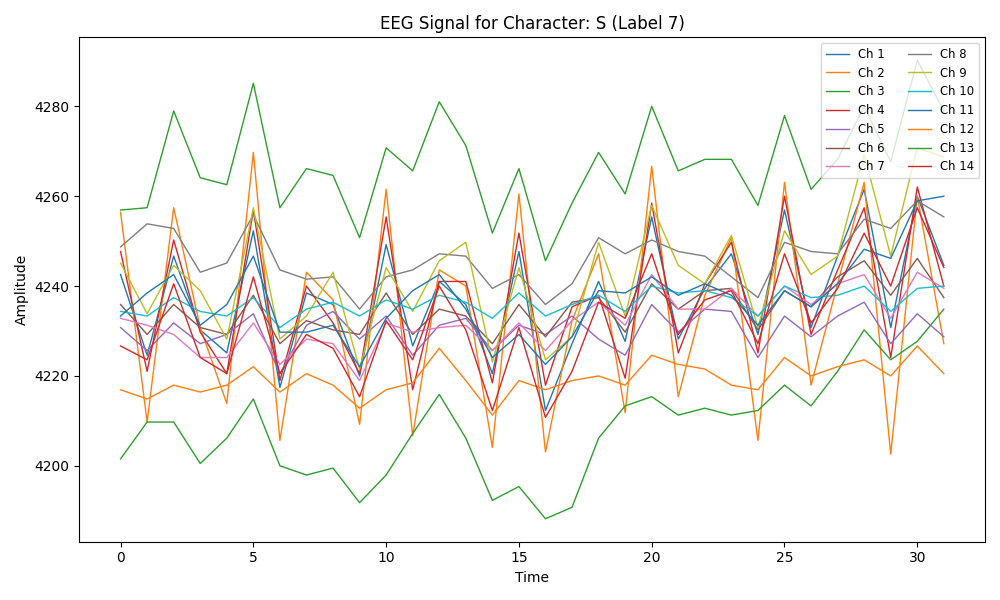 EEG Signal for Character: S (Label 7)
Ch 1 Ch 8
Ch 2 Ch 9
Ch 3 Ch 10
Ch 4 Ch 11
Ch 5 Ch 12
Ch 6 Ch 13
Ch 7 Ch 14
Amplitude
4280
4260
4240
4220
4200
0 5 10 15 20 25 30
Time